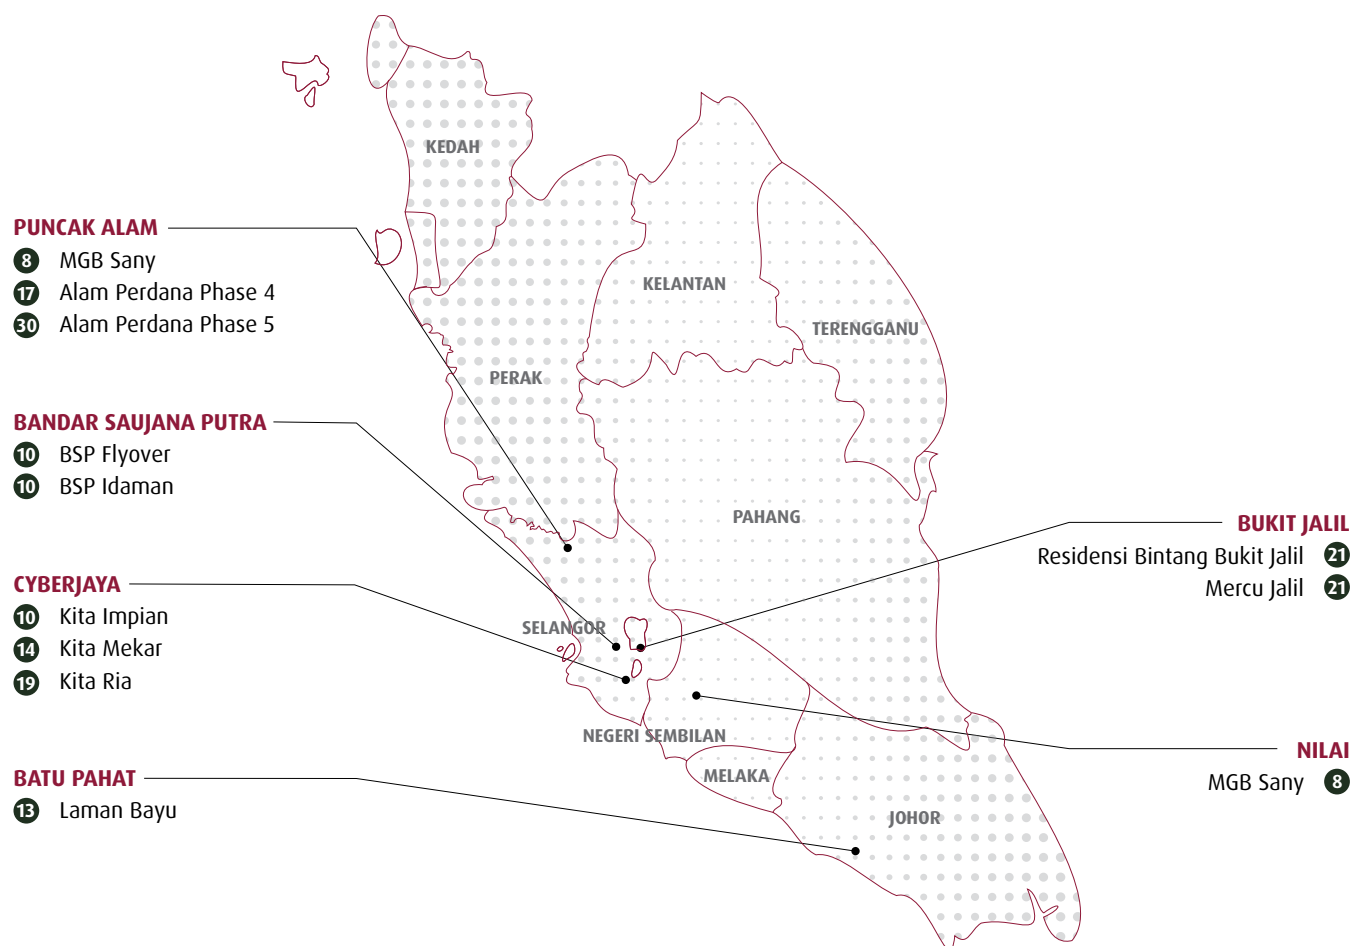 KEDAH
PUNCAK ALAM
8 MGB Sany
17 Alam Perdana Phase 4
30 Alam Perdana Phase 5
KELANTAN
TERENGGANU
PERAK
BANDAR SAUJANA PUTRA
10 BSP Flyover
10 BSP Idaman
PAHANG
BUKIT JALIL
Residensi Bintang Bukit Jalil 21
Mercu Jalil 21
CYBERJAYA
10 Kita Impian
14 Kita Mekar
19 Kita Ria
SELANGOR
NEGERI SEMBILAN
NILAI
MGB Sany 8
MELAKA
BATU PAHAT
13 Laman Bayu
JOHOR